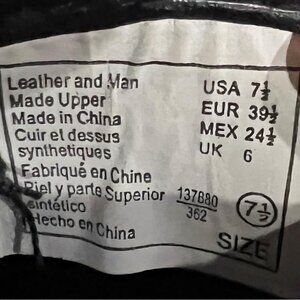 Leather and Man
Made Upper
Made in China
Cuir et dessus
synthetiques
Fabriqué en Chine
Piel y parte Superior
sintético
Hecho en China
USA 7½
EUR 39½
MEX 24½
UK 6
137880
362
7½
SIZE